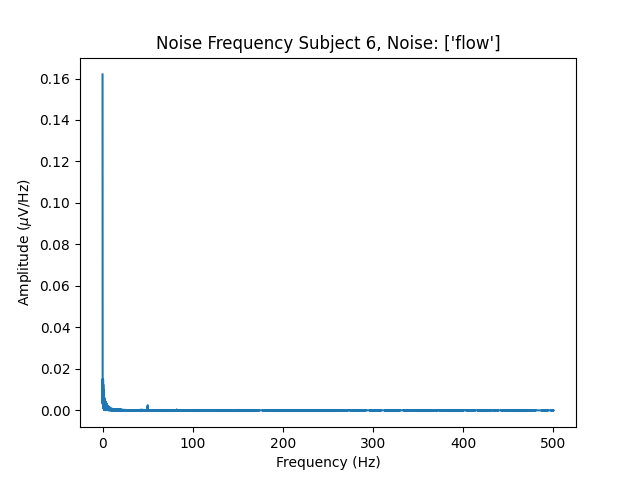 Noise Frequency Subject 6, Noise: ['flow']
0.16
0.14
0.12
0.10
0.08
0.06
0.04
0.02
0.00
Amplitude (μV/Hz)
0 100 200 300 400 500
Frequency (Hz)